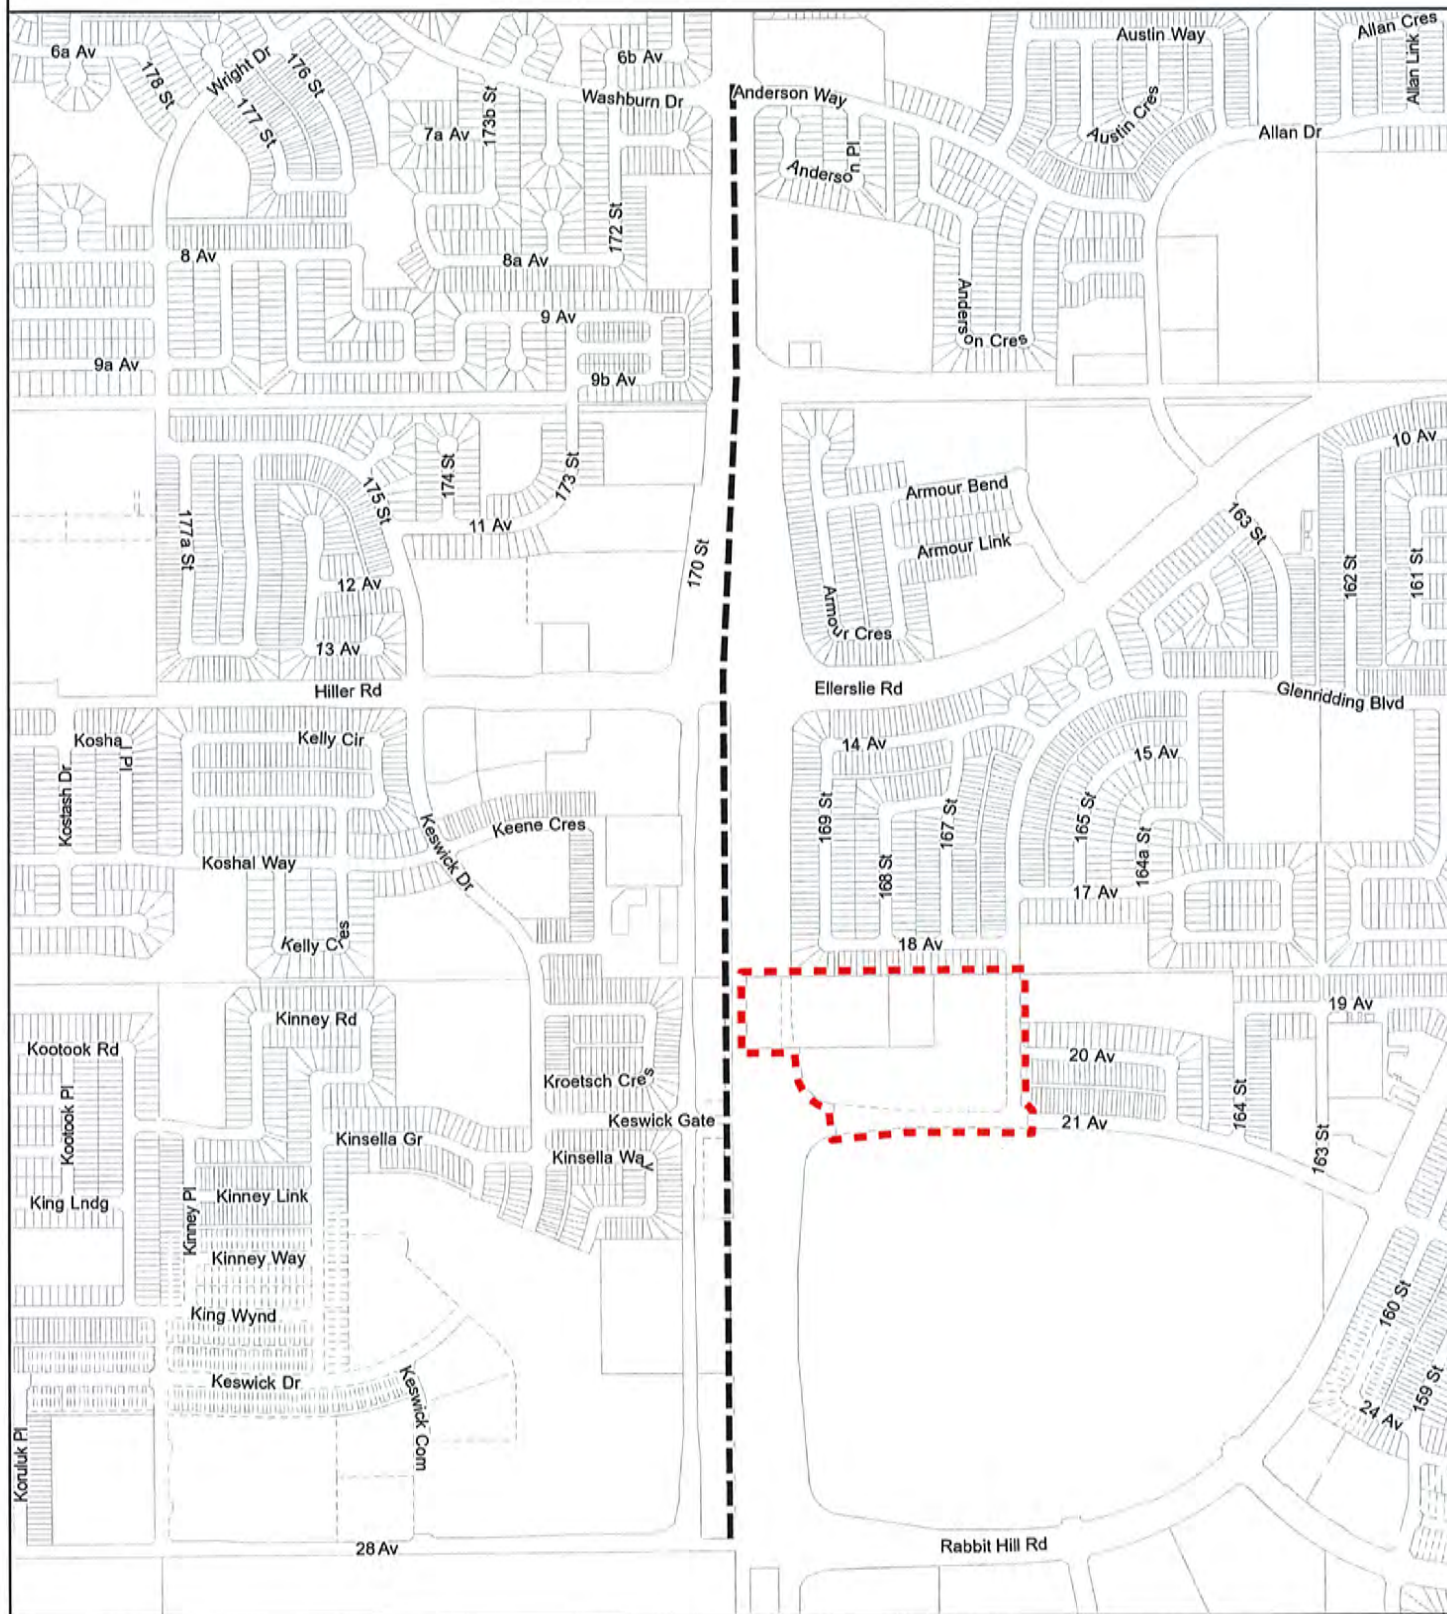 6a Av
178 St
Wright Dr
176 St
177 St
6b Av
Washburn Dr
173b St
7a Av
172 St
8 Av
8a Av
9 Av
9a Av
9b Av
Anderson Way
Anderson Pl
Anderson Cres
Austin Way
Austin Cres
Allan Cres
Allan Link
Allan Dr
10 Av
175 St
174 St
173 St
11 Av
177a St
12 Av
13 Av
170 St
Armour Bend
Armour Link
Armour Cres
163 St
162 St
161 St
Hiller Rd
Ellerslie Rd
Glenridding Blvd
Koshal Pl
Kostash Dr
Kelly Cir
Keene Cres
Keswick Dr
Koshal Way
Kelly Cres
14 Av
15 Av
169 St
168 St
167 St
165 St
164a St
17 Av
18 Av
19 Av
Kinney Rd
Kootook Rd
Kootook Pl
Kroetsch Cres
Keswick Gate
20 Av
21 Av
164 St
163 St
Kinsella Gr
Kinsella Way
King Lndg
Kinney Pl
Kinney Link
Kinney Way
King Wynd
Keswick Dr
Keswick Com
Koruluk Pl
160 St
159 St
24 Av
28 Av
Rabbit Hill Rd